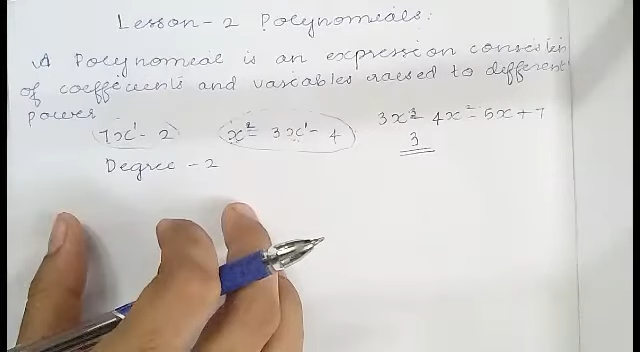 Lesson - 2 Polynomials:
A Polynomial is an expression consistin
of coefficients and variables raised to different
power
7x¹ - 2 x² - 3x¹ - 4 3x³ - 4x² - 5x + 7
3
Degree - 2